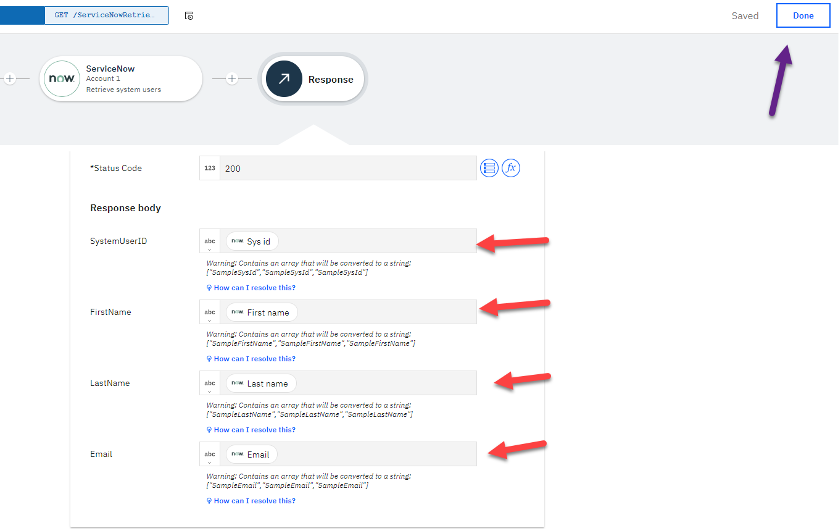 GET /ServiceNowRetrie…
Saved
Done
now
ServiceNow
Account 1
Retrieve system users
Response
*Status Code
123
200
fx
Response body
SystemUserID
abc
now Sys id
Warning: Contains an array that will be converted to a string:
["SampleSysId","SampleSysId","SampleSysId"]
How can I resolve this?
FirstName
abc
now First name
Warning: Contains an array that will be converted to a string:
["SampleFirstName","SampleFirstName","SampleFirstName"]
How can I resolve this?
LastName
abc
now Last name
Warning: Contains an array that will be converted to a string:
["SampleLastName","SampleLastName","SampleLastName"]
How can I resolve this?
Email
abc
now Email
Warning: Contains an array that will be converted to a string:
["SampleEmail","SampleEmail","SampleEmail"]
How can I resolve this?